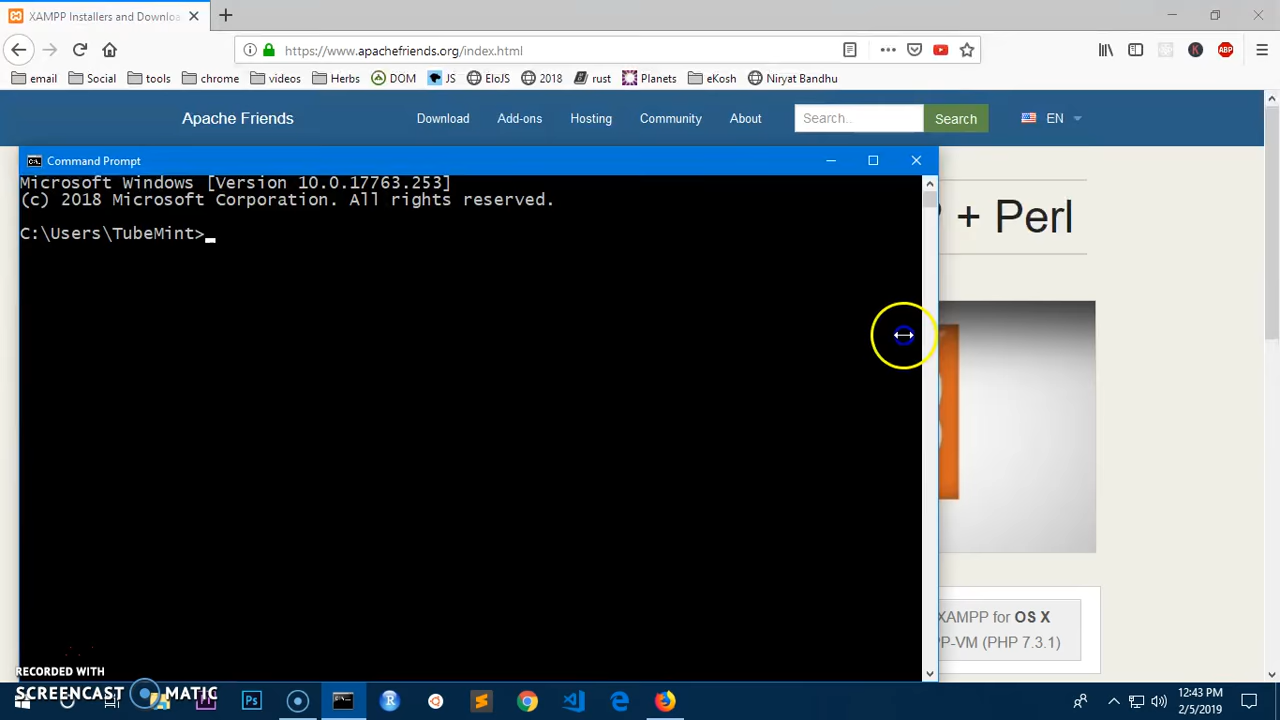 XAMPP Installers and Downloa
https://www.apachefriends.org/index.html
email Social tools chrome videos Herbs DOM JS EloJS 2018 rust Planets eKosh Niryat Bandhu
K ABP
Apache Friends Download Add-ons Hosting Community About Search.. Search EN
Command Prompt
Microsoft Windows [Version 10.0.17763.253]
(c) 2018 Microsoft Corporation. All rights reserved.
+ Perl
C:\Users\TubeMint>
XAMPP for OS X
PP-VM (PHP 7.3.1)
RECORDED WITH
SCREENCAST MATIC
Ps R
12:43 PM
2/5/2019